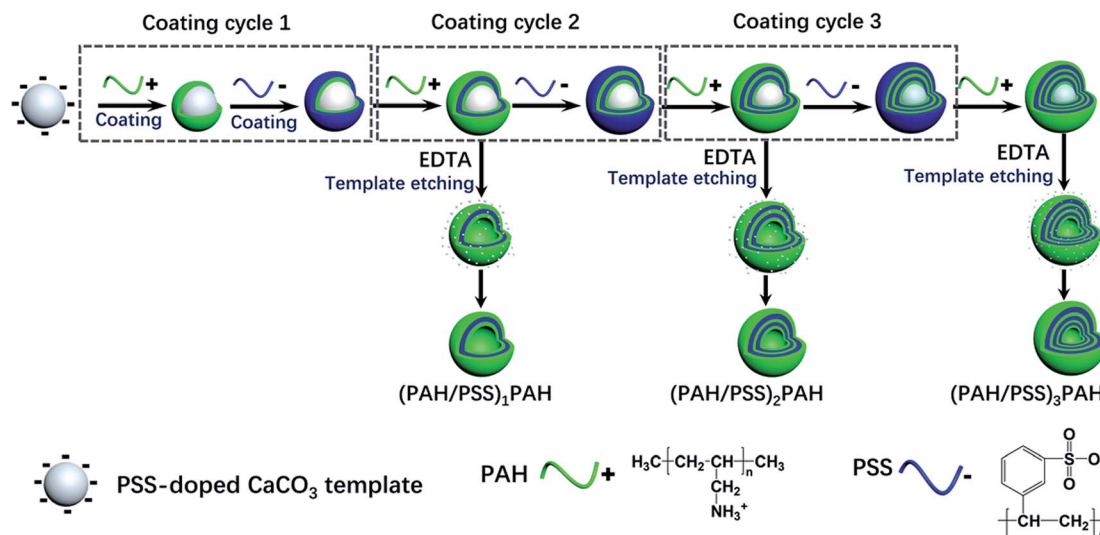 Coating cycle 1
Coating cycle 2
Coating cycle 3
+
-
+
-
+
-
+
Coating
Coating
EDTA
Template etching
EDTA
Template etching
EDTA
Template etching
(PAH/PSS)₁PAH
(PAH/PSS)₂PAH
(PAH/PSS)₃PAH
PSS-doped CaCO₃ template
PAH
+
H₃C-[-CH₂-CH-]ₙ-CH₃
CH₂
NH₃⁺
PSS
-
O
S-O
O
-[-CH-CH₂-]